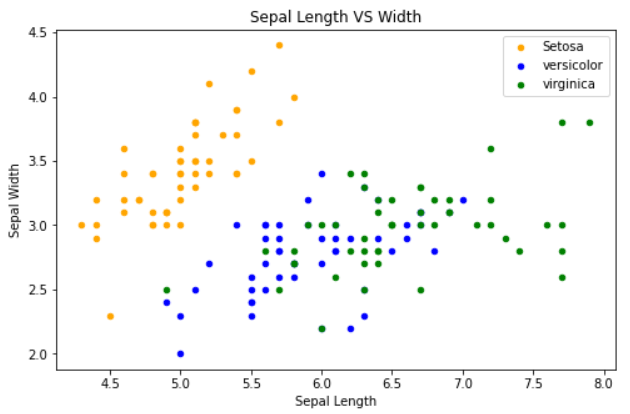 Sepal Length VS Width
Setosa
versicolor
virginica
4.5
4.0
3.5
3.0
2.5
2.0
Sepal Width
4.5 5.0 5.5 6.0 6.5 7.0 7.5 8.0
Sepal Length